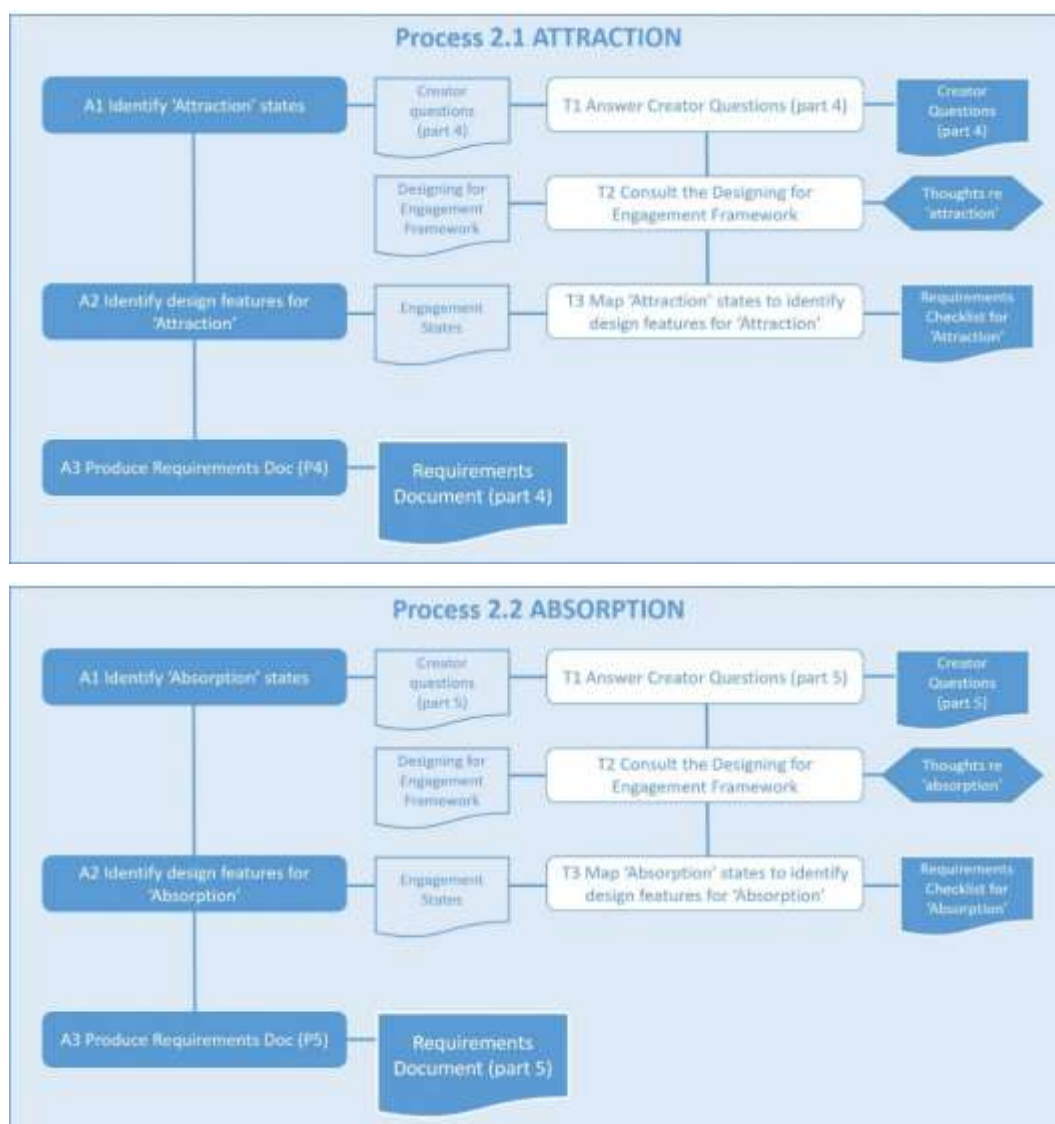 Process 2.1 ATTRACTION
A1 Identify 'Attraction' states
Creator
questions
(part 4)
T1 Answer Creator Questions (part 4)
Creator
Questions
(part 4)
Designing for
Engagement
Framework
T2 Consult the Designing for
Engagement Framework
Thoughts re
'attraction'
A2 Identify design features for
'Attraction'
Engagement
States
T3 Map 'Attraction' states to identify
design features for 'Attraction'
Requirements
Checklist for
'Attraction'
A3 Produce Requirements Doc (P4)
Requirements
Document (part 4)
Process 2.2 ABSORPTION
A1 Identify 'Absorption' states
Creator
questions
(part 5)
T1 Answer Creator Questions (part 5)
Creator
Questions
(part 5)
Designing for
Engagement
Framework
T2 Consult the Designing for
Engagement Framework
Thoughts re
'absorption'
A2 Identify design features for
'Absorption'
Engagement
States
T3 Map 'Absorption' states to identify
design features for 'Absorption'
Requirements
Checklist for
'Absorption'
A3 Produce Requirements Doc (P5)
Requirements
Document (part 5)